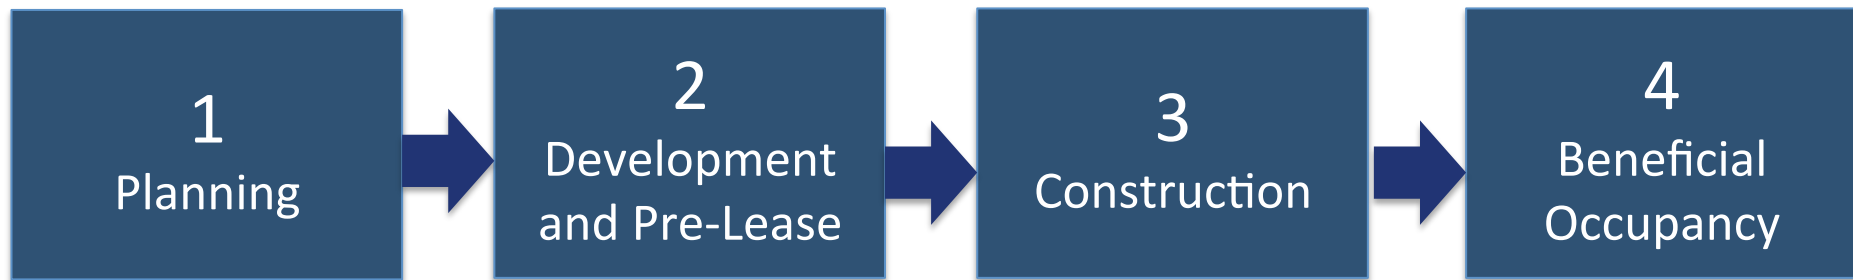 1
Planning
2
Development
and Pre-Lease
3
Construction
4
Beneficial
Occupancy